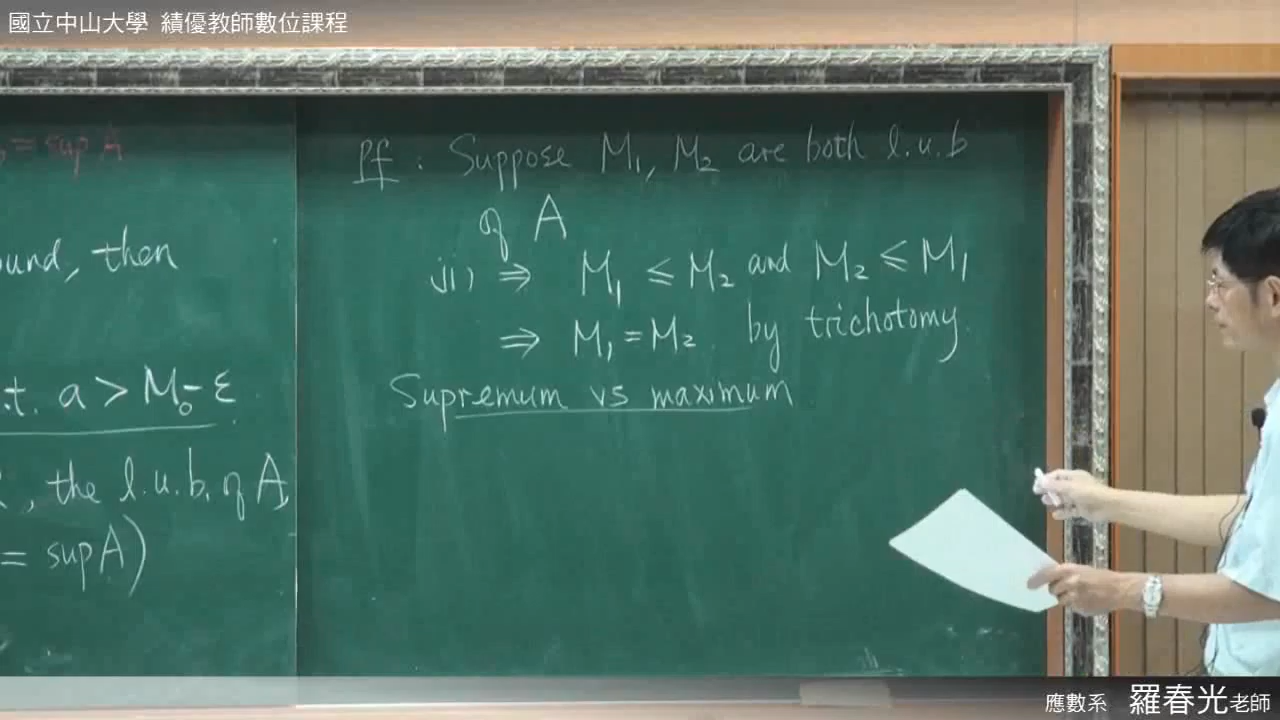 國立中山大學 績優教師數位課程
= sup A
ound, then
.t. a > M₀-ε
, the l.u.b. of A,
= sup A)
Pf : Suppose M₁, M₂ are both l.u.b
of A
(ii) ⇒ M₁ ≤ M₂ and M₂ ≤ M₁
⇒ M₁ = M₂ by trichotomy.
Supremum vs maximum
應數系 羅春光老師